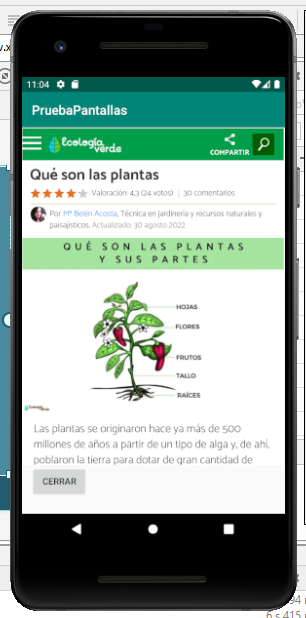 11:04
PruebaPantallas
Ecología
verde
COMPARTIR
Qué son las plantas
Valoración: 4,3 (24 votos) | 30 comentarios
Por Mª Belén Acosta, Técnica en jardinería y recursos naturales y
paisajísticos. Actualizado: 30 agosto 2022
QUÉ SON LAS PLANTAS
Y SUS PARTES
HOJAS
FLORES
FRUTOS
TALLO
RAÍCES
Ecología
verde
Las plantas se originaron hace ya más de 500
millones de años a partir de un tipo de alga y, de ahí,
poblaron la tierra para dotar de gran cantidad de
CERRAR
6 s 415